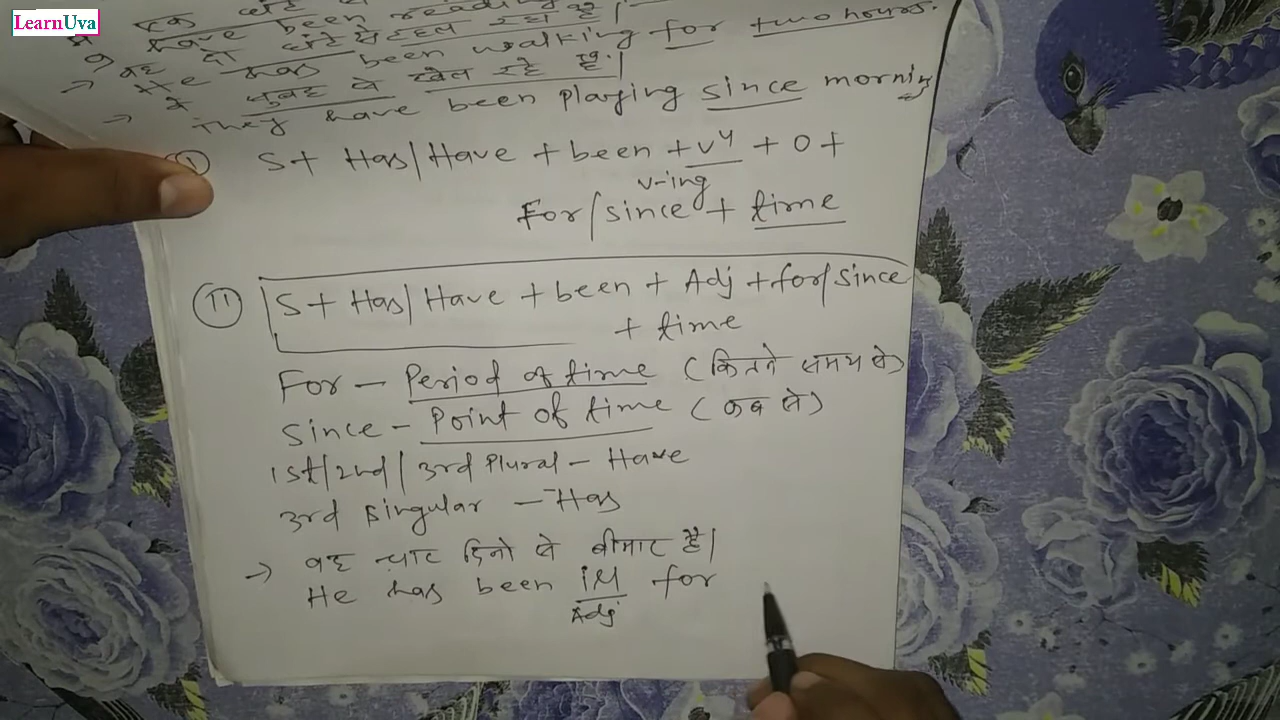 LearnUva
have been reading
वह दो घंटे से टहल रहा है।
He has been walking for two hours.
वे सुबह से खेल रहे हैं।
They have been playing since morning
I S+ Has/Have + been + v4 + O +
v-ing
For/since + time
II S+ Has/Have + been + Adj + for/since
+ time
For - Period of time (कितने समय से)
Since - Point of time (कब से)
1st/2nd/3rd Plural - Have
3rd singular - Has
→ वह चार दिनो से बीमार है।
He has been ill for
Adj